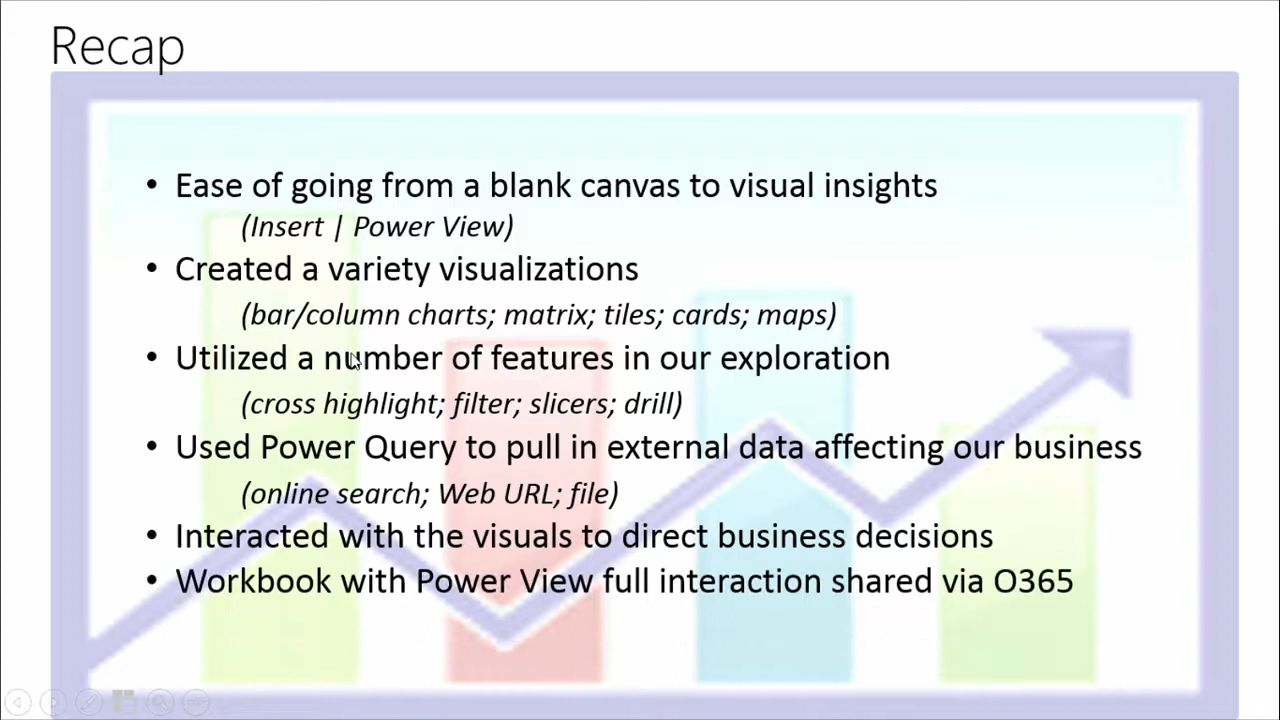 Recap
• Ease of going from a blank canvas to visual insights
(Insert | Power View)
• Created a variety visualizations
(bar/column charts; matrix; tiles; cards; maps)
• Utilized a number of features in our exploration
(cross highlight; filter; slicers; drill)
• Used Power Query to pull in external data affecting our business
(online search; Web URL; file)
• Interacted with the visuals to direct business decisions
• Workbook with Power View full interaction shared via O365